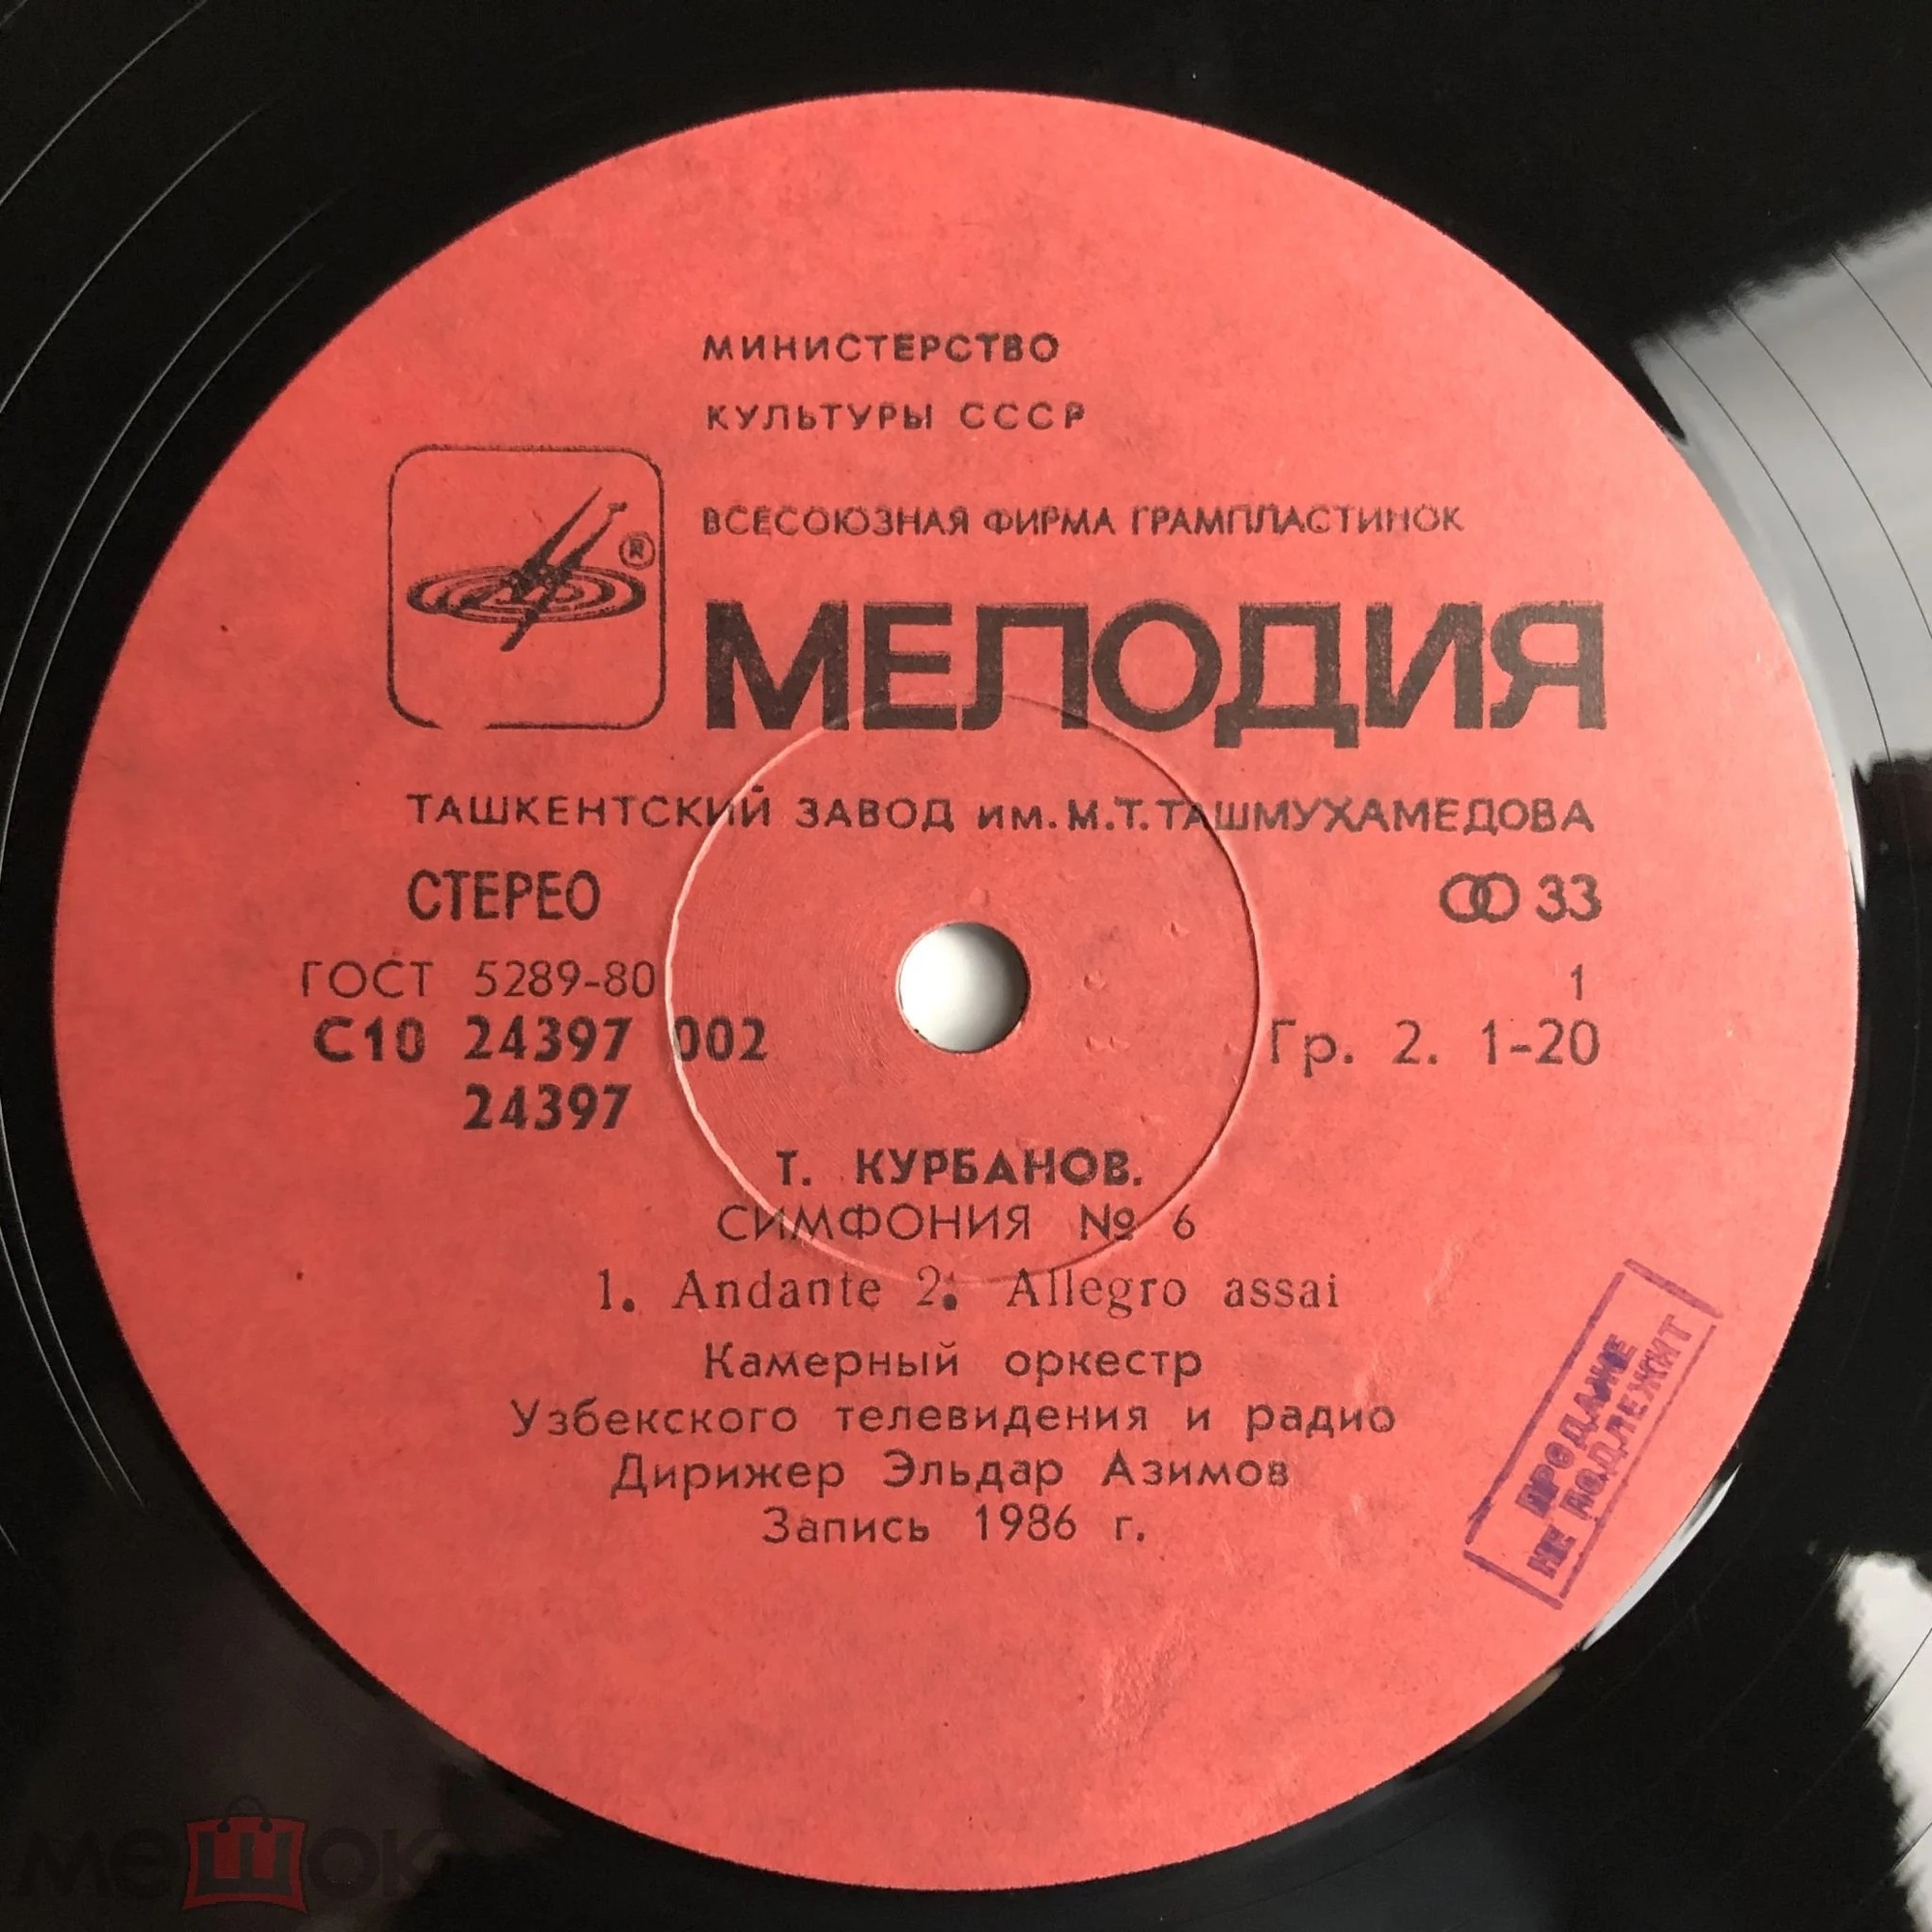 МИНИСТЕРСТВО
КУЛЬТУРЫ СССР
ВСЕСОЮЗНАЯ ФИРМА ГРАМПЛАСТИНОК
®
МЕЛОДИЯ
ТАШКЕНТСКИЙ ЗАВОД им. М.Т. ТАШМУХАМЕДОВА
СТЕРЕО
33
ГОСТ 5289-80
1
С10 24397 002
Гр. 2. 1-20
24397
Т. КУРБАНОВ.
СИМФОНИЯ № 6
1. Andante 2. Allegro assai
Камерный оркестр
Узбекского телевидения и радио
Дирижер Эльдар Азимов
Запись 1986 г.
ПРОДАЖЕ
НЕ ПОДЛЕЖИТ
мешок